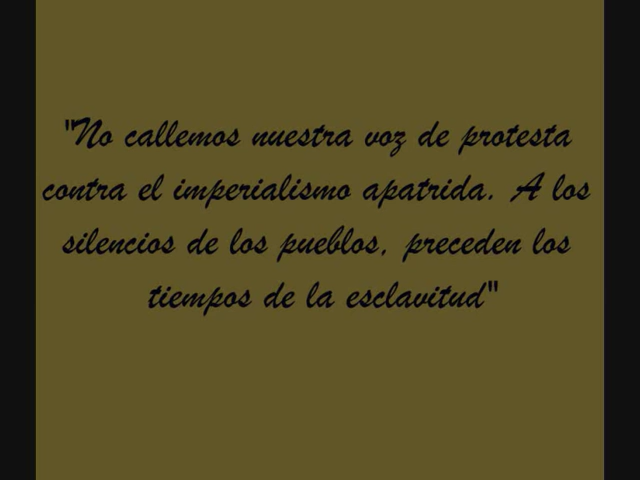 "No callemos nuestra voz de protesta
contra el imperialismo apatrida. A los
silencios de los pueblos, preceden los
tiempos de la esclavitud"